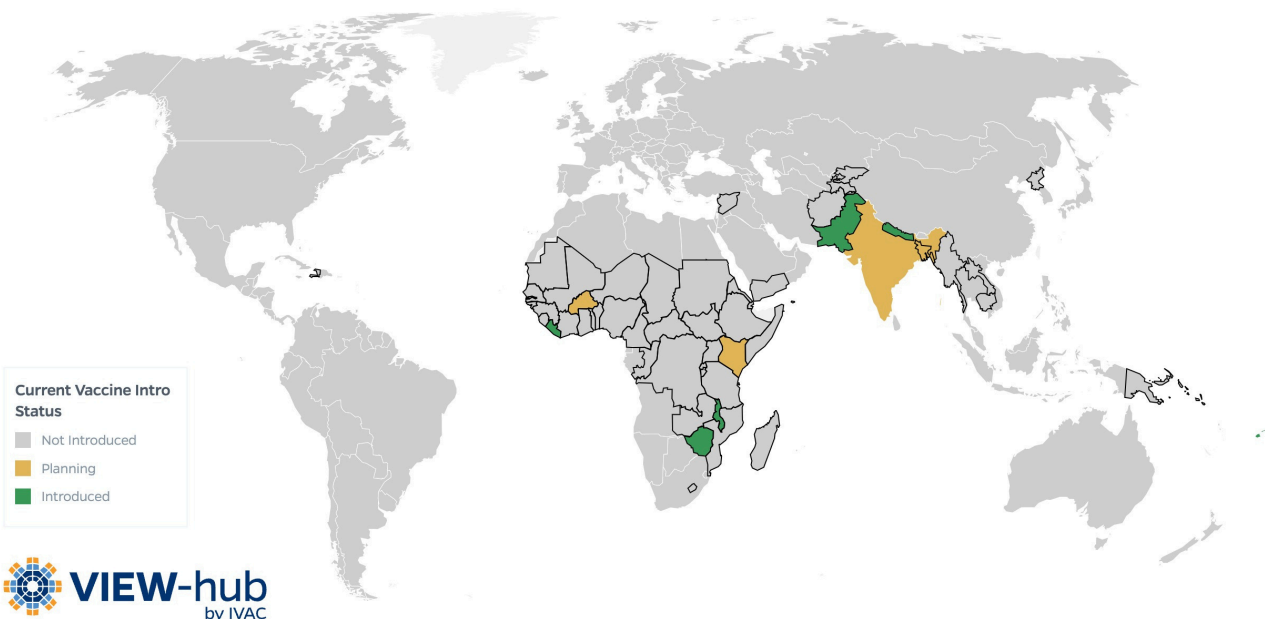 Current Vaccine Intro
Status
Not Introduced
Planning
Introduced
VIEW-hub
by IVAC